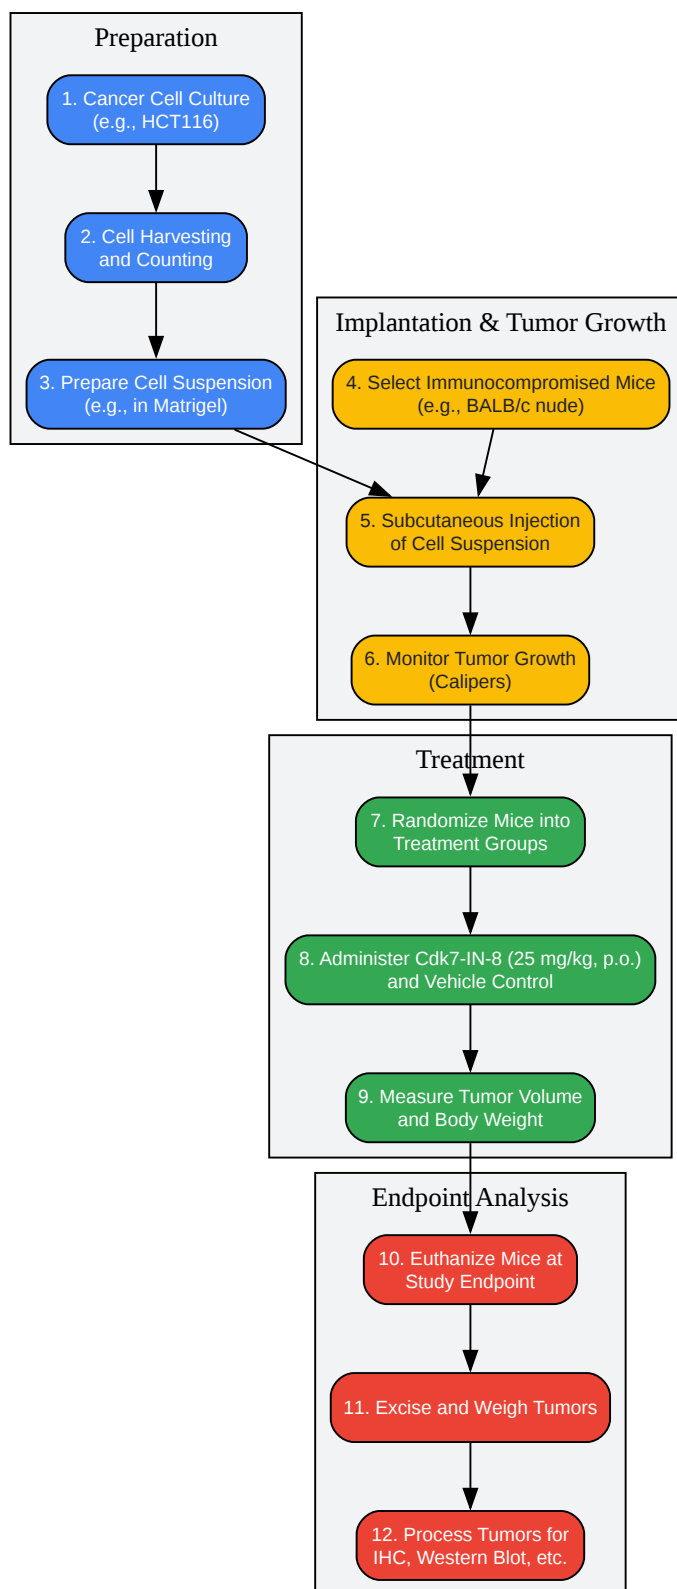 Preparation
1. Cancer Cell Culture
(e.g., HCT116)
2. Cell Harvesting
and Counting
3. Prepare Cell Suspension
(e.g., in Matrigel)
Implantation & Tumor Growth
4. Select Immunocompromised Mice
(e.g., BALB/c nude)
5. Subcutaneous Injection
of Cell Suspension
6. Monitor Tumor Growth
(Calipers)
Treatment
7. Randomize Mice into
Treatment Groups
8. Administer Cdk7-IN-8 (25 mg/kg, p.o.)
and Vehicle Control
9. Measure Tumor Volume
and Body Weight
Endpoint Analysis
10. Euthanize Mice at
Study Endpoint
11. Excise and Weigh Tumors
12. Process Tumors for
IHC, Western Blot, etc.